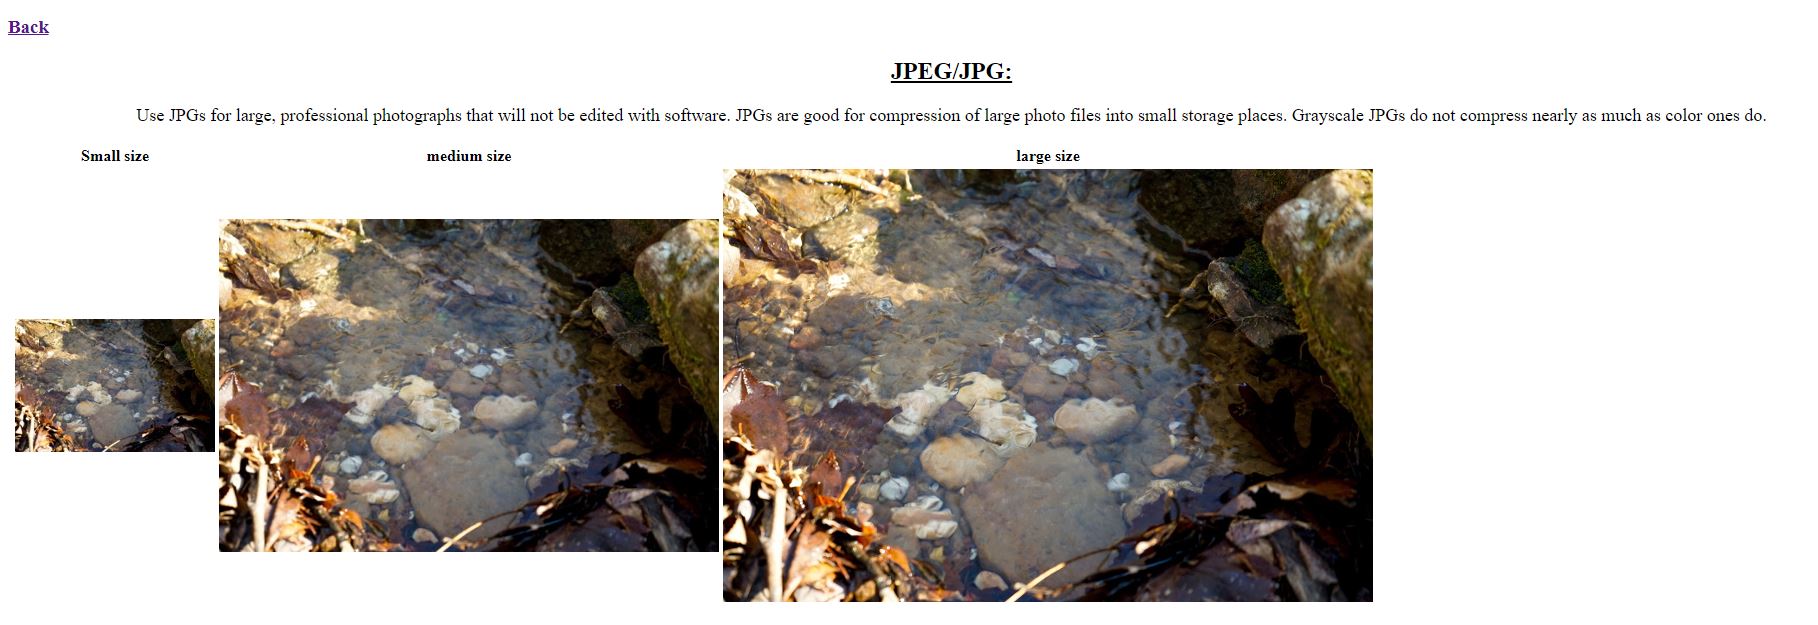 Back
JPEG/JPG:
Use JPGs for large, professional photographs that will not be edited with software. JPGs are good for compression of large photo files into small storage places. Grayscale JPGs do not compress nearly as much as color ones do.
Small size medium size large size